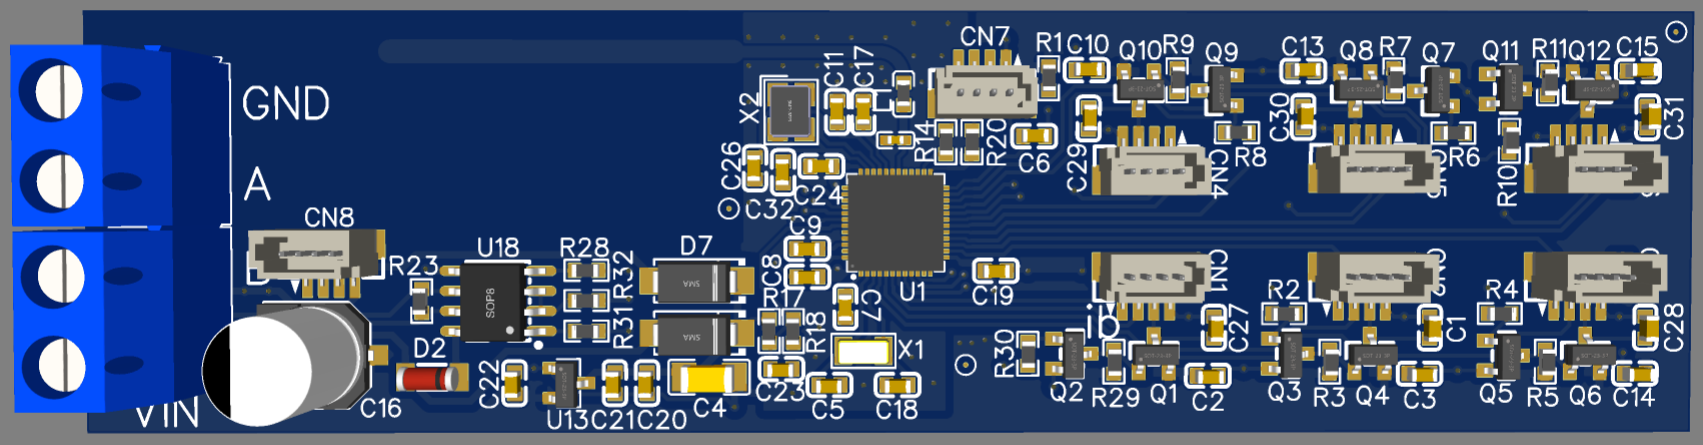 CN7
R1
C10
Q10
R9
Q9
C13
Q8
R7
Q7
Q11
R11
Q12
C15
GND
X2
C11
C17
C30
C31
R14
R20
C6
C29
R8
R6
R10
A
C26
C24
C32
CN4
CN8
C9
R23
U18
R28
R32
D7
C8
U1
C19
CN1
SOP8
SMA
R31
SMA
R17
R18
C7
R2
C27
C1
R4
C28
X1
D2
C22
R30
VIN
C16
U13
C21
C20
C4
C23
C5
C18
Q2
R29
Q1
C2
Q3
R3
Q4
C3
Q5
R5
Q6
C14